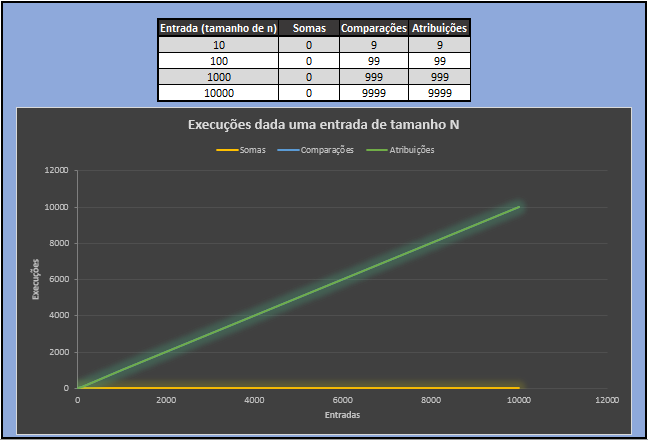 Entrada (tamanho de n) Somas Comparações Atribuições
10 0 9 9
100 0 99 99
1000 0 999 999
10000 0 9999 9999
Execuções dada uma entrada de tamanho N
Somas Comparações Atribuições
12000
10000
8000
6000
4000
2000
0
Execuções
0 2000 4000 6000 8000 10000 12000
Entradas